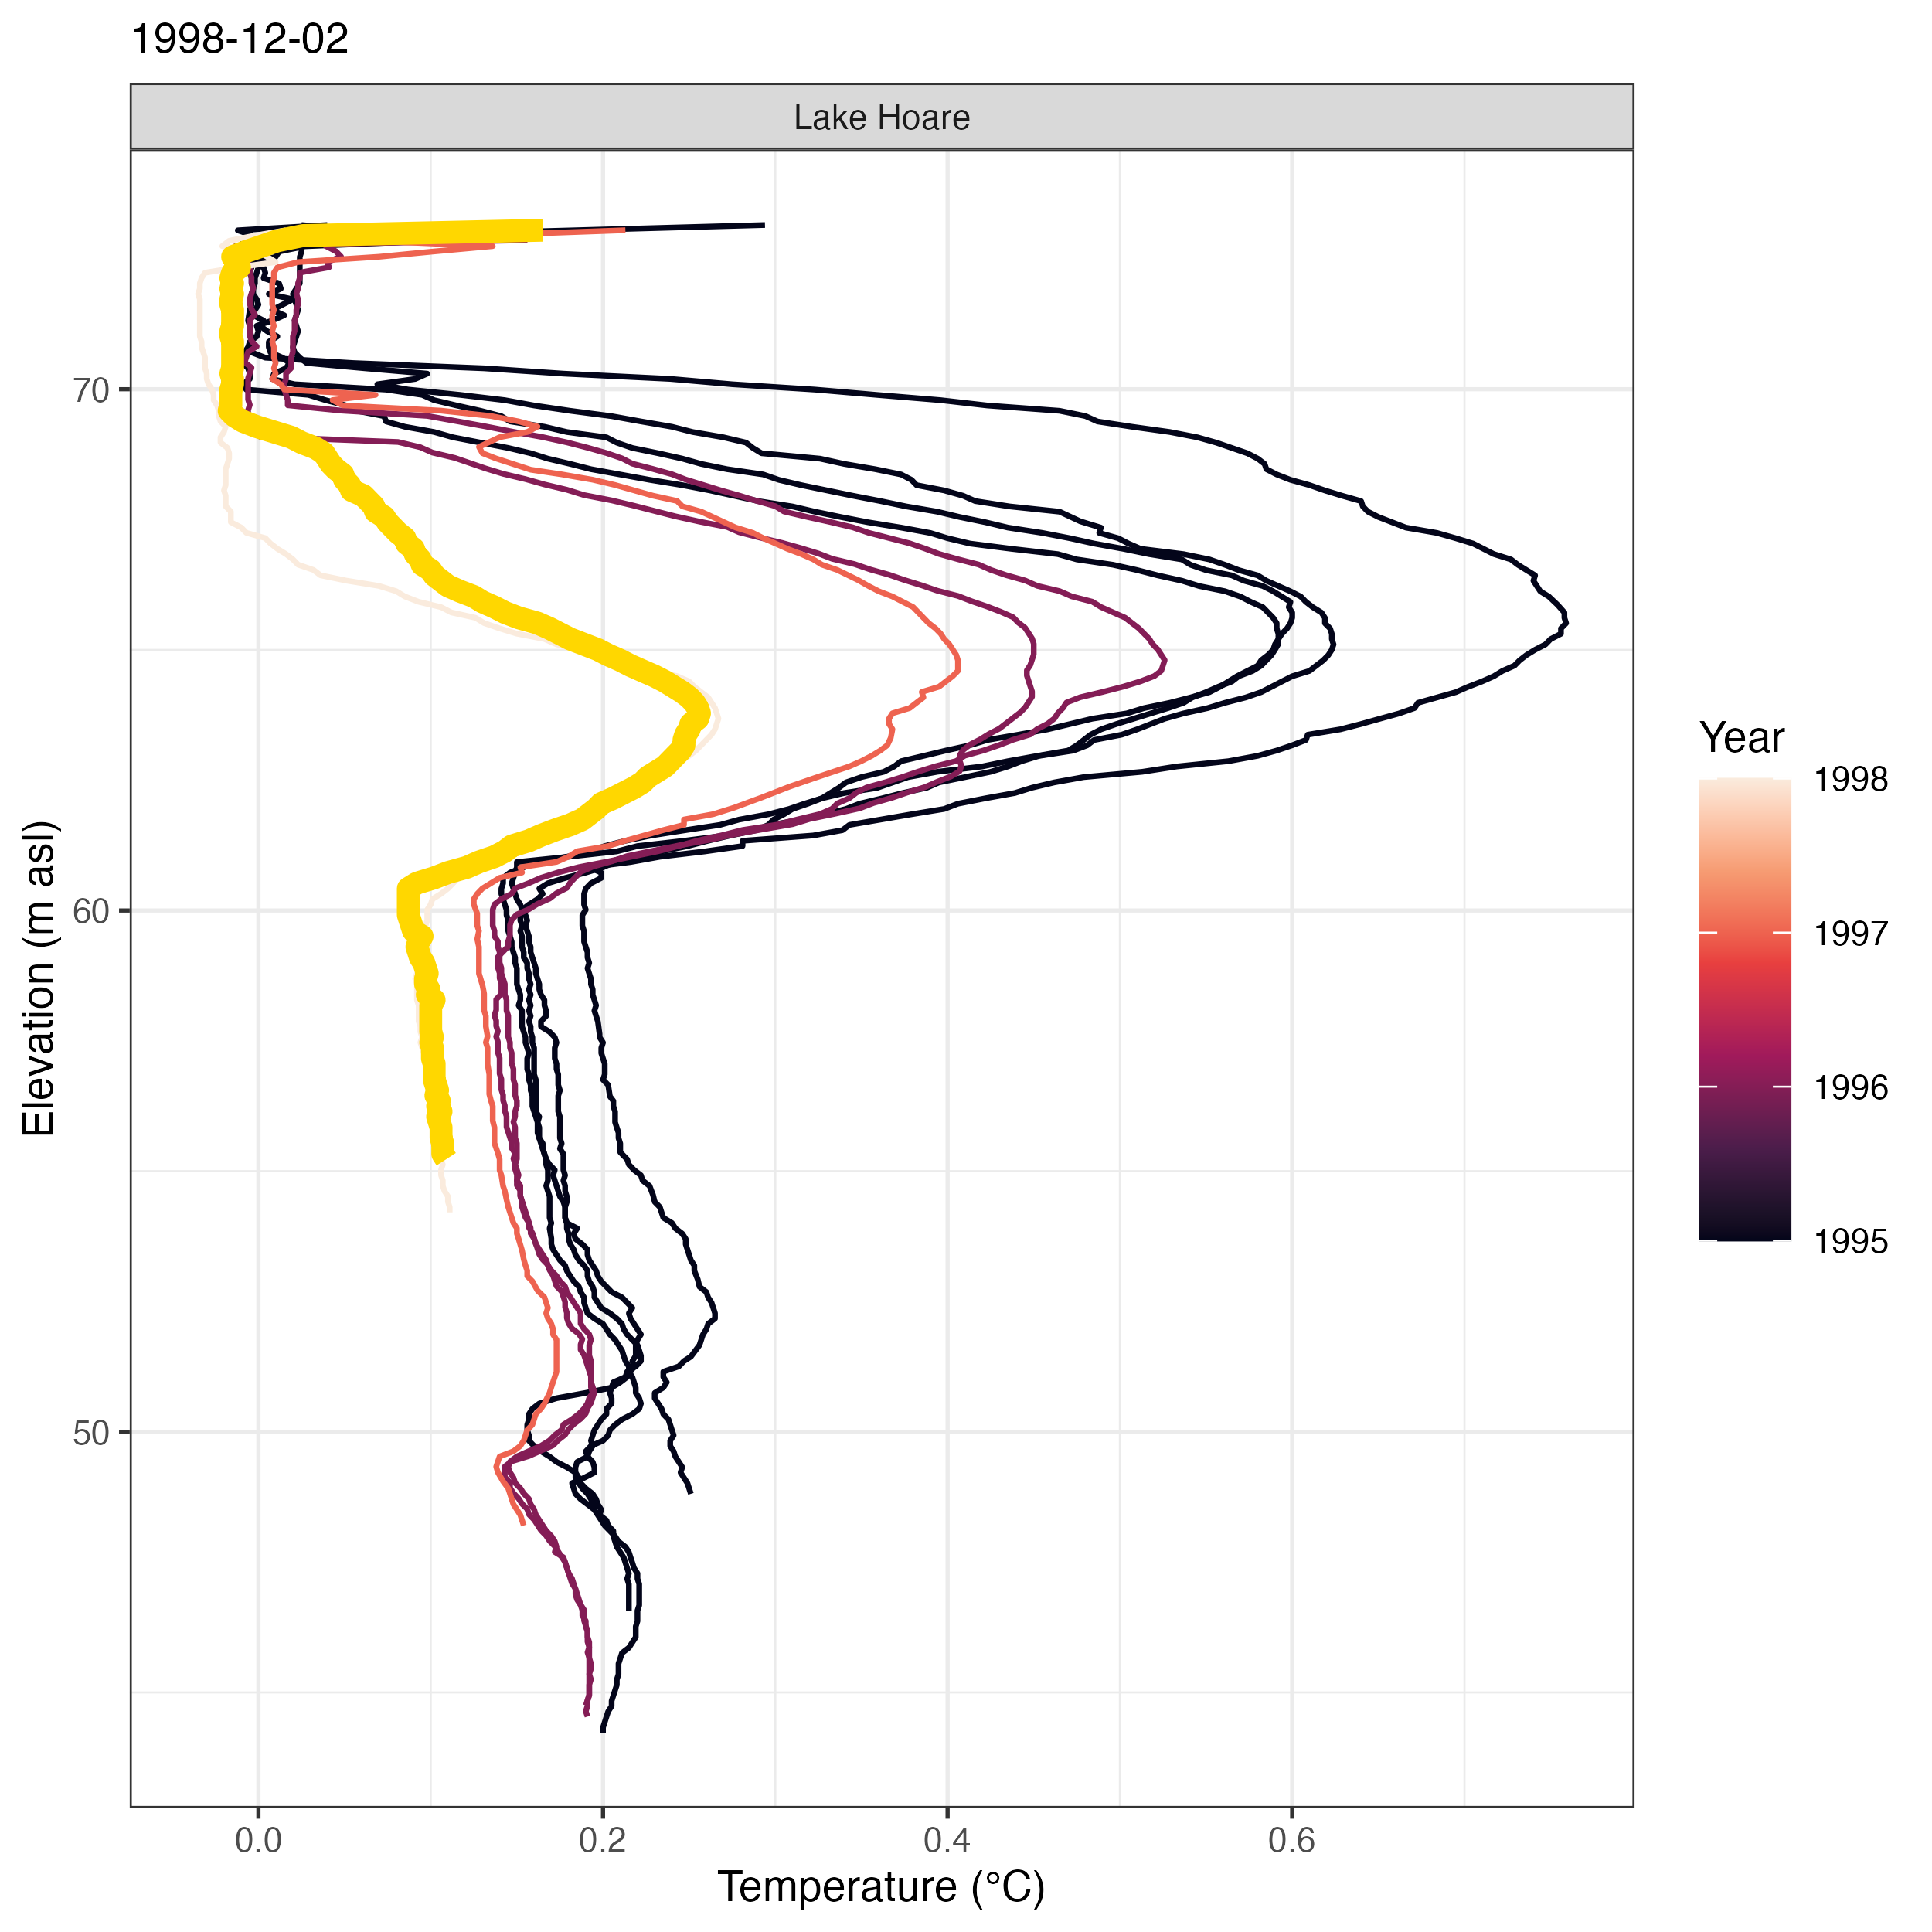 1998-12-02
Lake Hoare
Elevation (m asl)
70
60
50
0.0 0.2 0.4 0.6
Temperature (°C)
Year
1998
1997
1996
1995